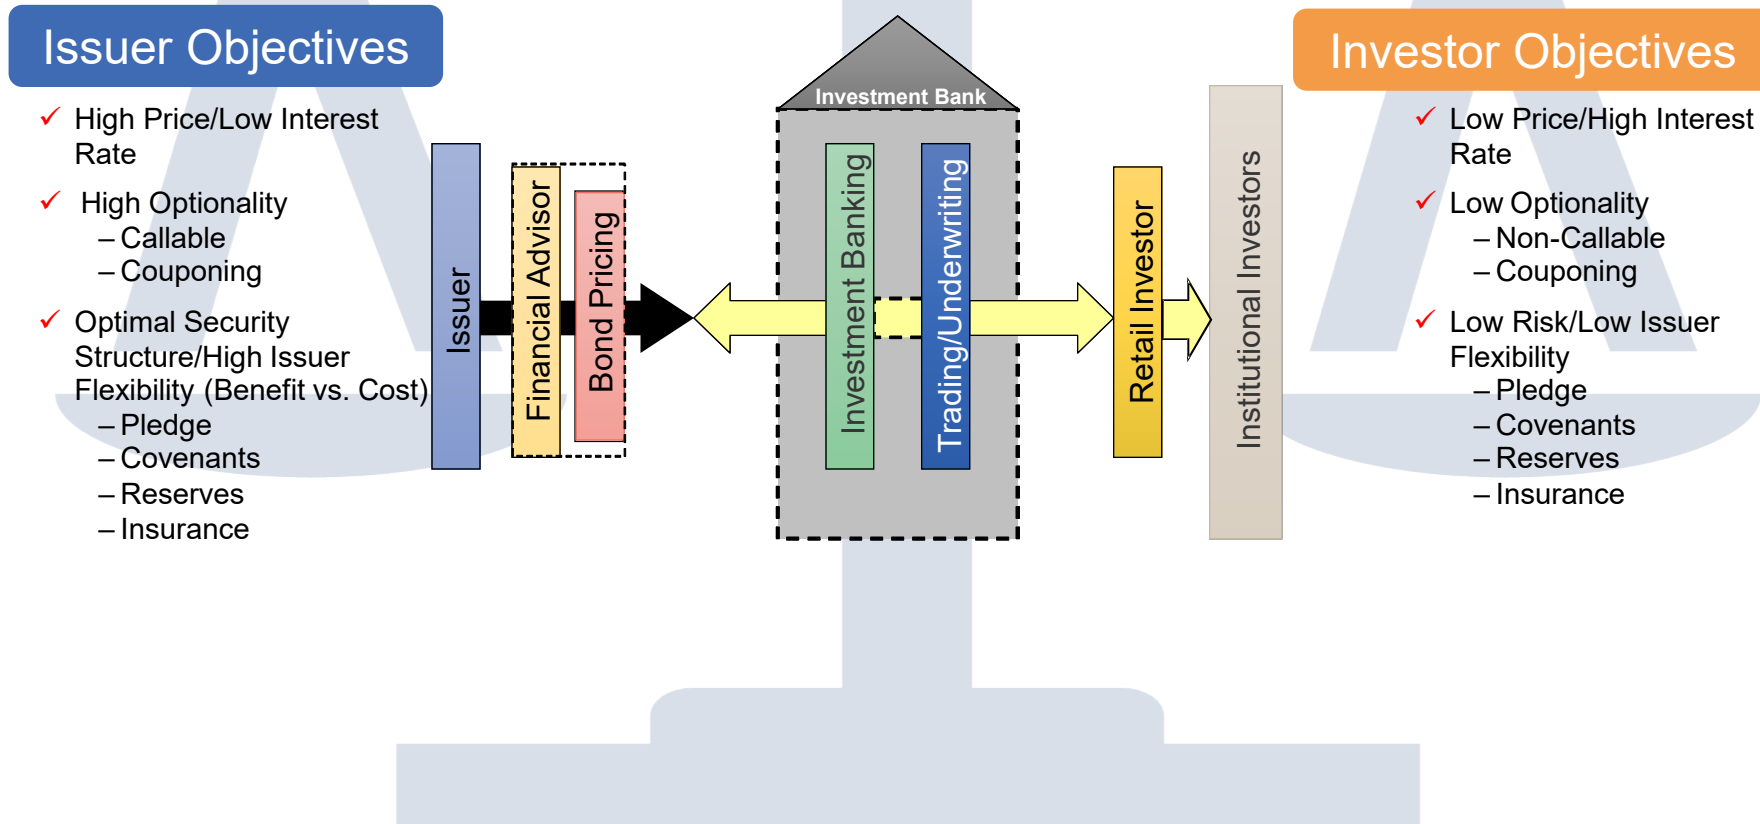 Issuer Objectives
✓ High Price/Low Interest
Rate
✓ High Optionality
– Callable
– Couponing
✓ Optimal Security
Structure/High Issuer
Flexibility (Benefit vs. Cost)
– Pledge
– Covenants
– Reserves
– Insurance
Issuer
Financial Advisor
Bond Pricing
Investment Bank
Investment Banking
Trading/Underwriting
Retail Investor
Institutional Investors
Investor Objectives
✓ Low Price/High Interest
Rate
✓ Low Optionality
– Non-Callable
– Couponing
✓ Low Risk/Low Issuer
Flexibility
– Pledge
– Covenants
– Reserves
– Insurance